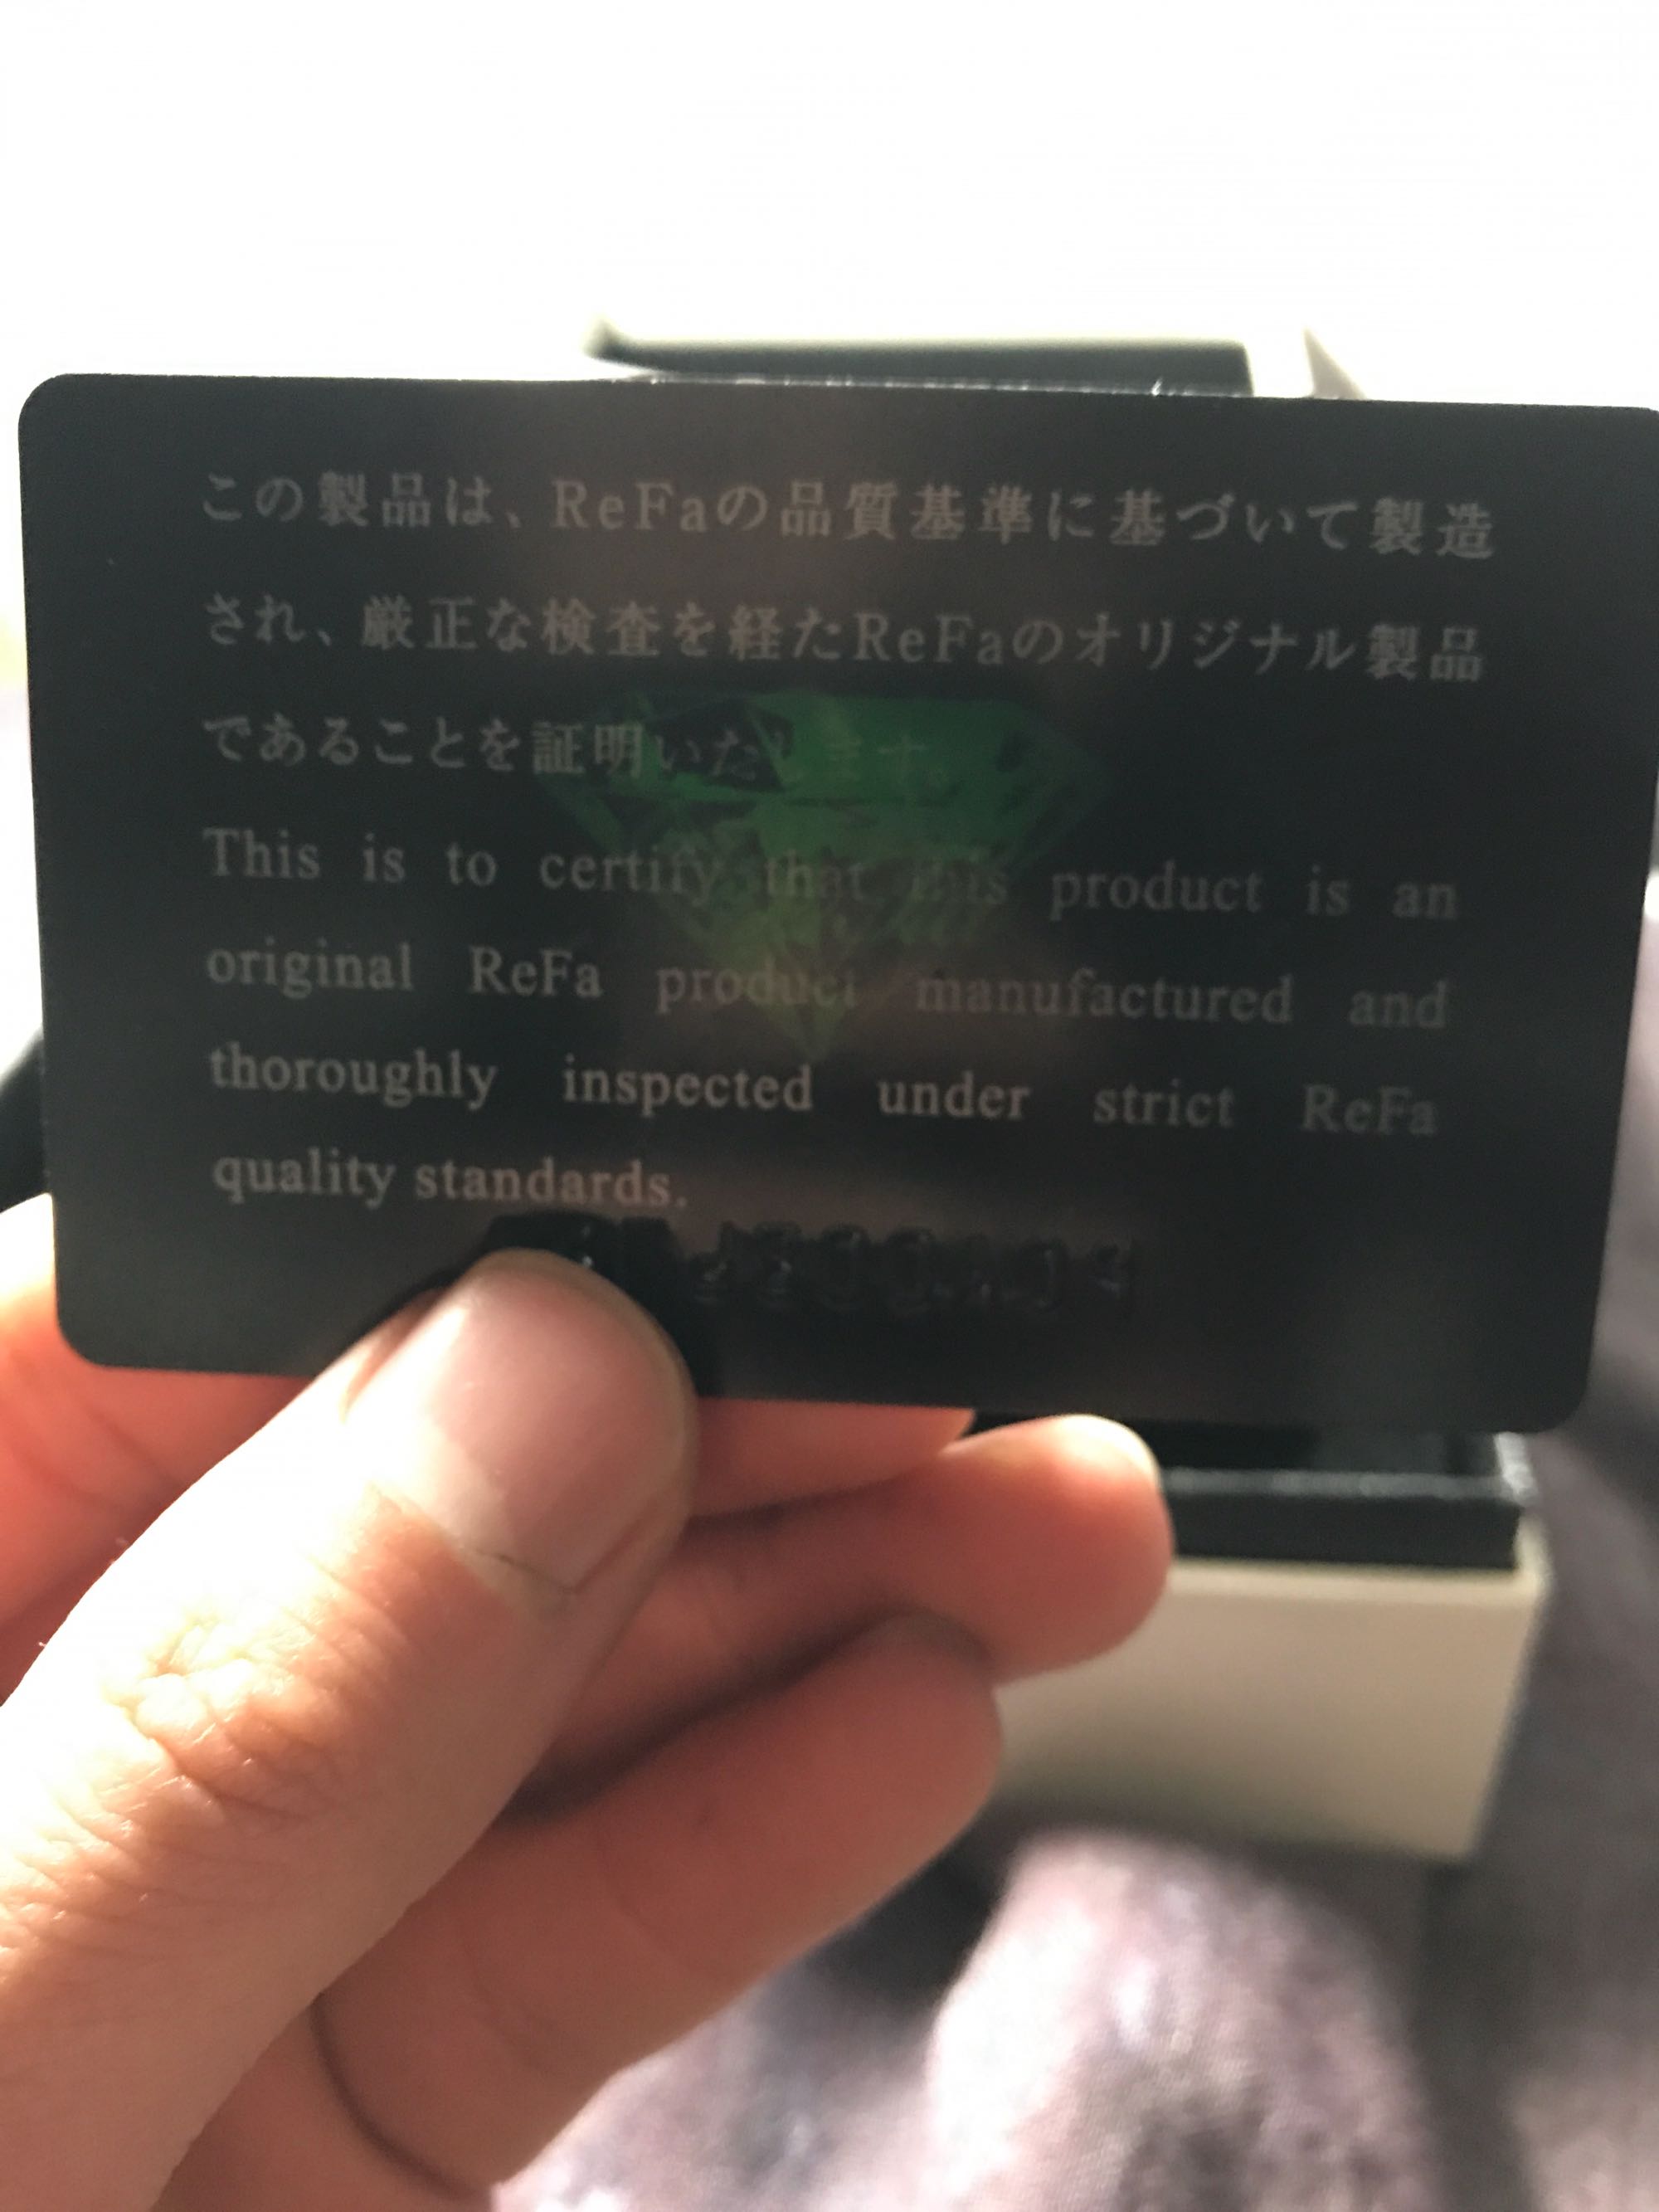 この製品は、ReFaの品質基準に基づいて製造
され、厳正な検査を経たReFaのオリジナル製品
であることを証明いたします。
This is to certify that this product is an
original ReFa product manufactured and
thoroughly inspected under strict ReFa
quality standards.